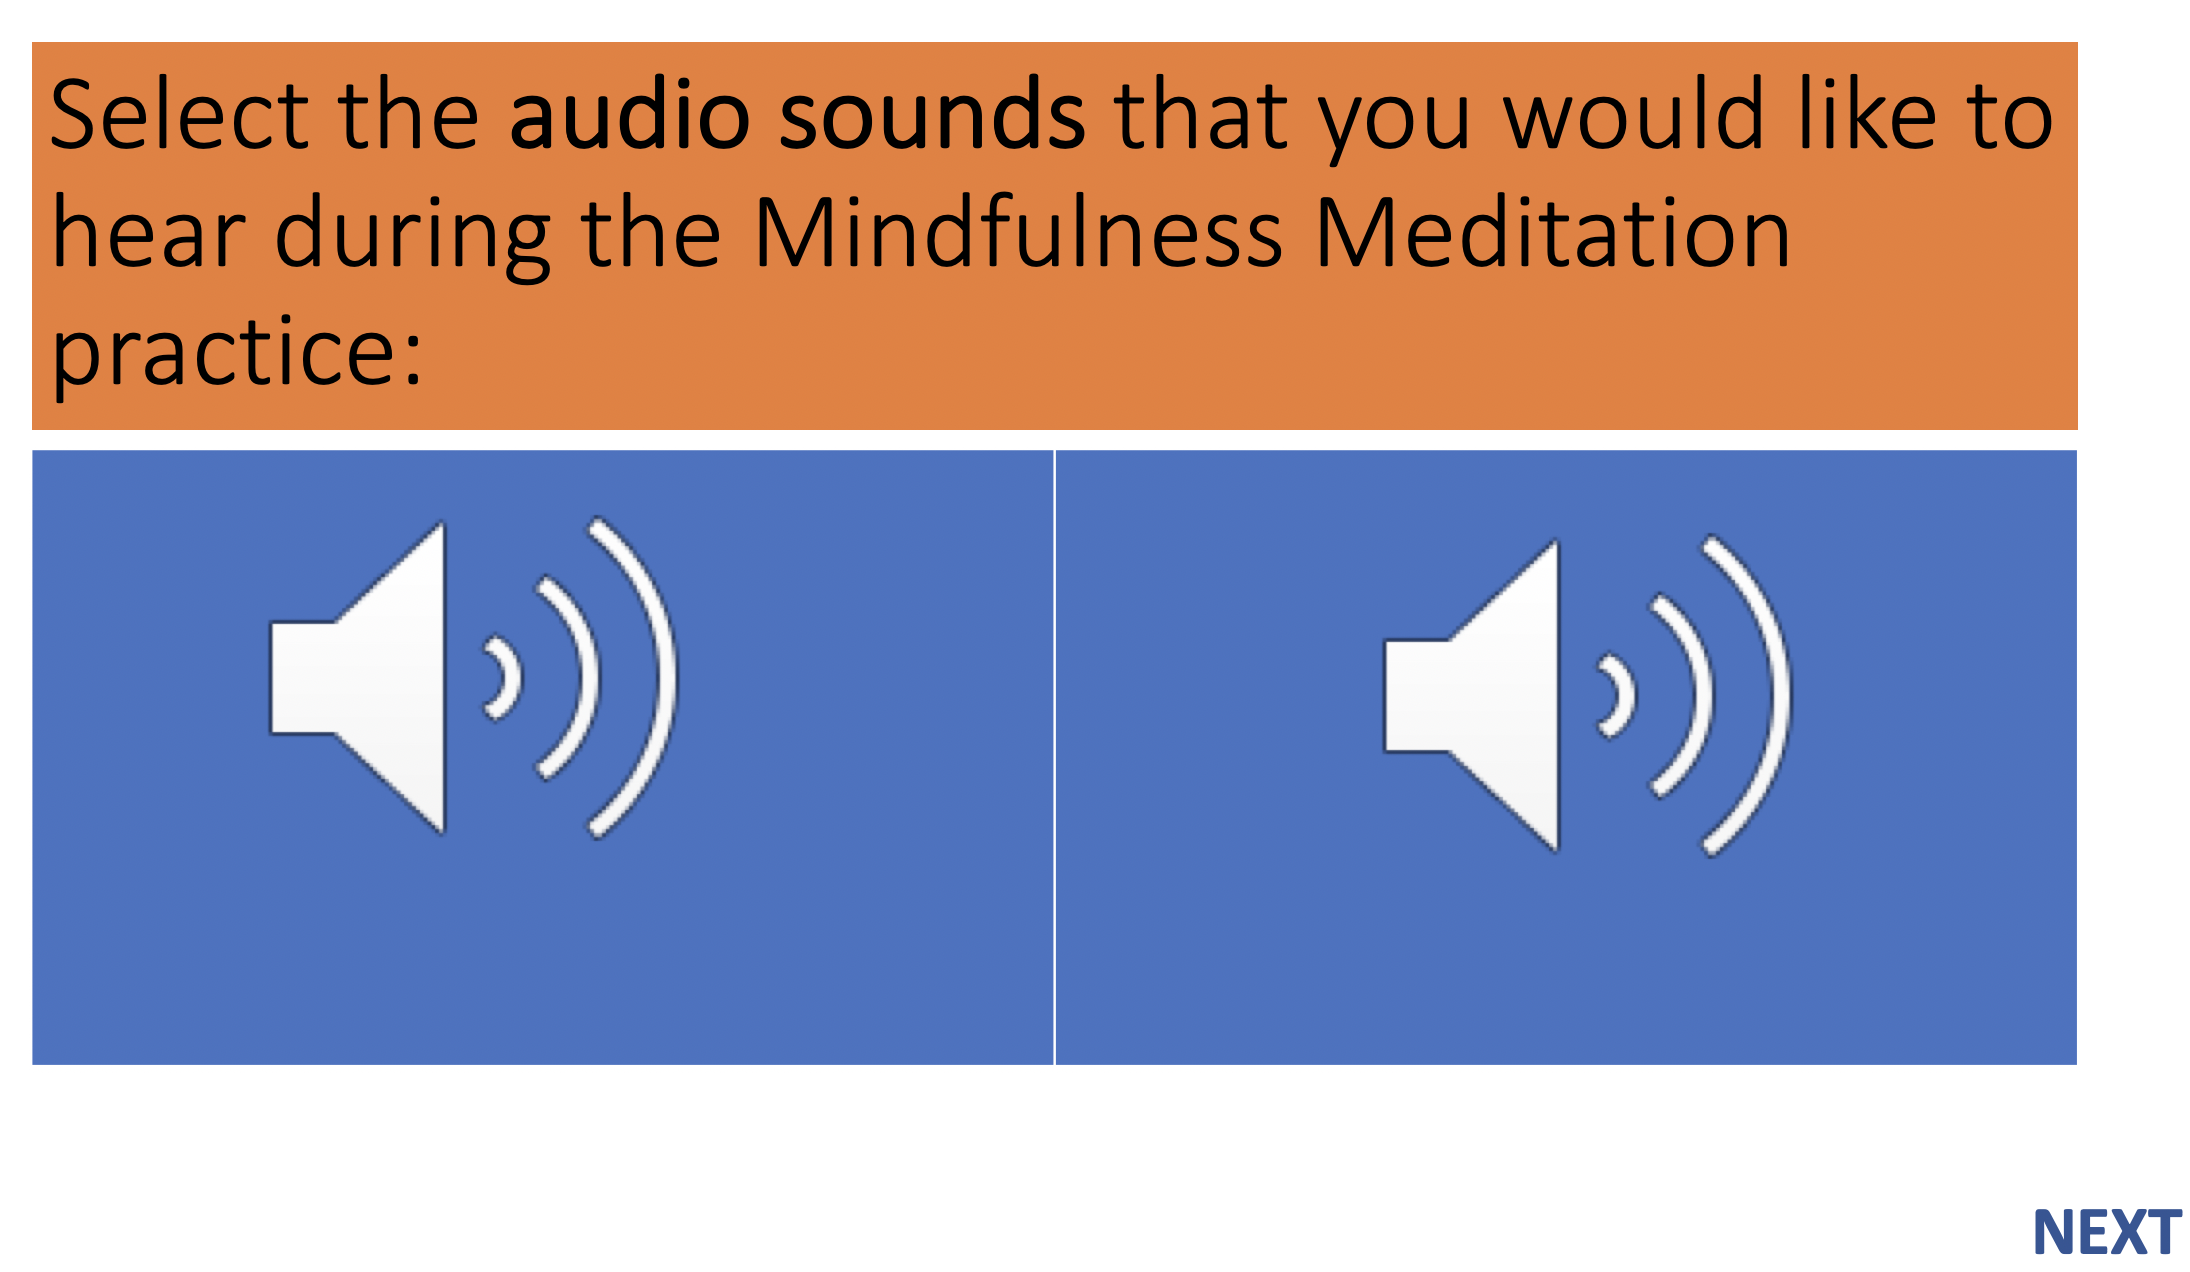 Select the audio sounds that you would like to
hear during the Mindfulness Meditation
practice:
NEXT